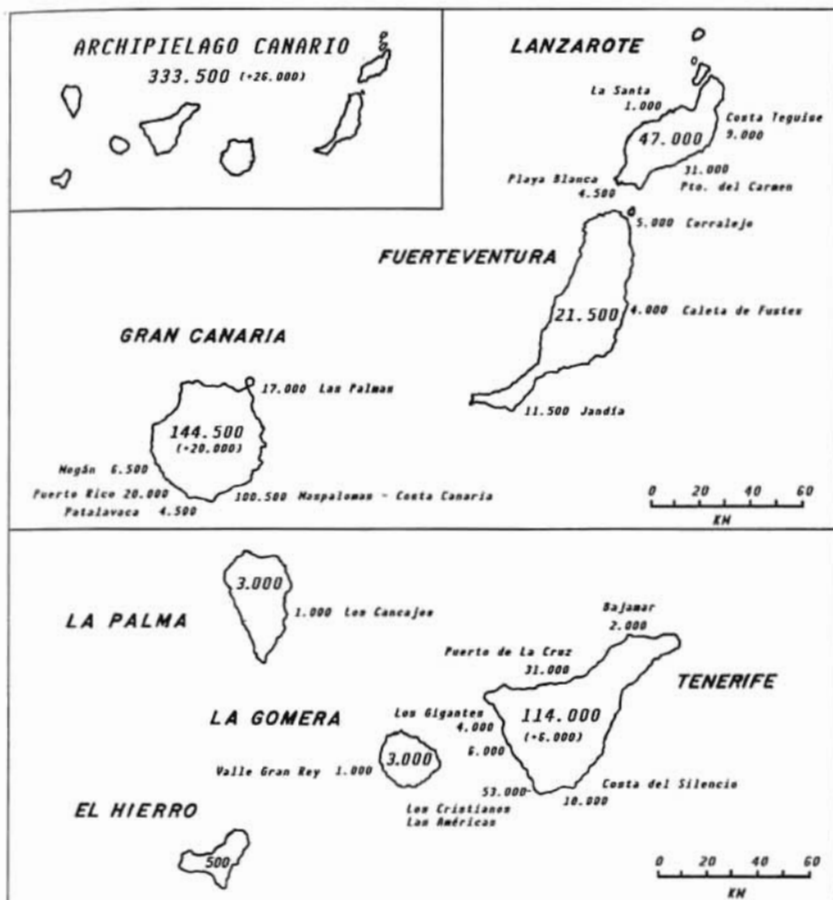 ARCHIPIELAGO CANARIO
333.500 (+26.000)
LANZAROTE
La Santa
1.000
Costa Teguise
9.000
47.000
31.000
Pto. del Carmen
Playa Blanca
4.500
5.000 Corralejo
FUERTEVENTURA
21.500
4.000 Caleta de Fustes
11.500 Jandía
GRAN CANARIA
17.000 Las Palmas
144.500
(+20.000)
Mogán 6.500
Puerto Rico 20.000
Patalavaca 4.500
100.500 Maspalomas - Costa Canaria
0 20 40 60
KM
LA PALMA
3.000
1.000 Los Cancajos
Bajamar
2.000
Puerto de La Cruz
31.000
TENERIFE
114.000
(+6.000)
Los Gigantes
4.000
6.000
LA GOMERA
3.000
Valle Gran Rey 1.000
53.000
Los Cristianos
Las Américas
Costa del Silencio
10.000
EL HIERRO
500
0 20 40 60
KM